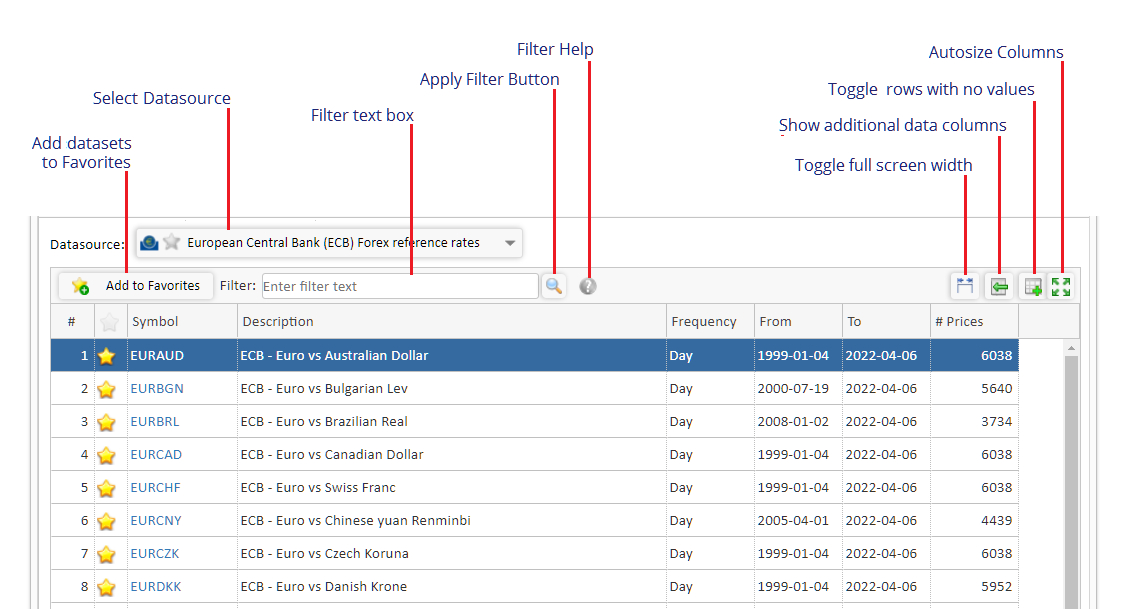 Filter Help
Autosize Columns
Apply Filter Button
Toggle rows with no values
Select Datasource
Filter text box
Show additional data columns
Add datasets
to Favorites
Toggle full screen width
Datasource: European Central Bank (ECB) Forex reference rates
Add to Favorites Filter: Enter filter text ?
# Symbol Description Frequency From To # Prices
1 EURAUD ECB - Euro vs Australian Dollar Day 1999-01-04 2022-04-06 6038
2 EURBGN ECB - Euro vs Bulgarian Lev Day 2000-07-19 2022-04-06 5640
3 EURBRL ECB - Euro vs Brazilian Real Day 2008-01-02 2022-04-06 3734
4 EURCAD ECB - Euro vs Canadian Dollar Day 1999-01-04 2022-04-06 6038
5 EURCHF ECB - Euro vs Swiss Franc Day 1999-01-04 2022-04-06 6038
6 EURCNY ECB - Euro vs Chinese yuan Renminbi Day 2005-04-01 2022-04-06 4439
7 EURCZK ECB - Euro vs Czech Koruna Day 1999-01-04 2022-04-06 6038
8 EURDKK ECB - Euro vs Danish Krone Day 1999-01-04 2022-04-06 5952